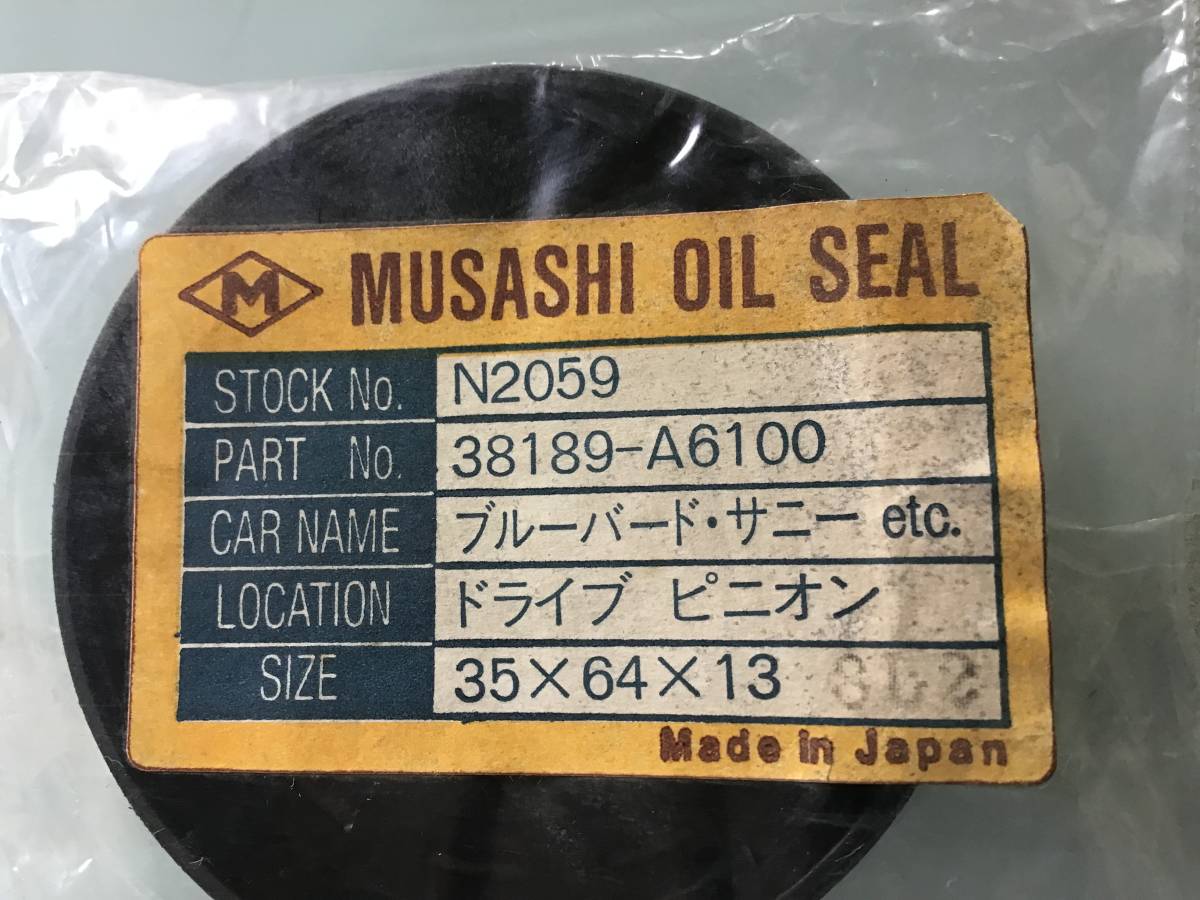 M MUSASHI OIL SEAL
STOCK No. N2059
PART No. 38189-A6100
CAR NAME ブルーバード・サニー etc.
LOCATION ドライブ ピニオン
SIZE 35×64×13
Made in Japan